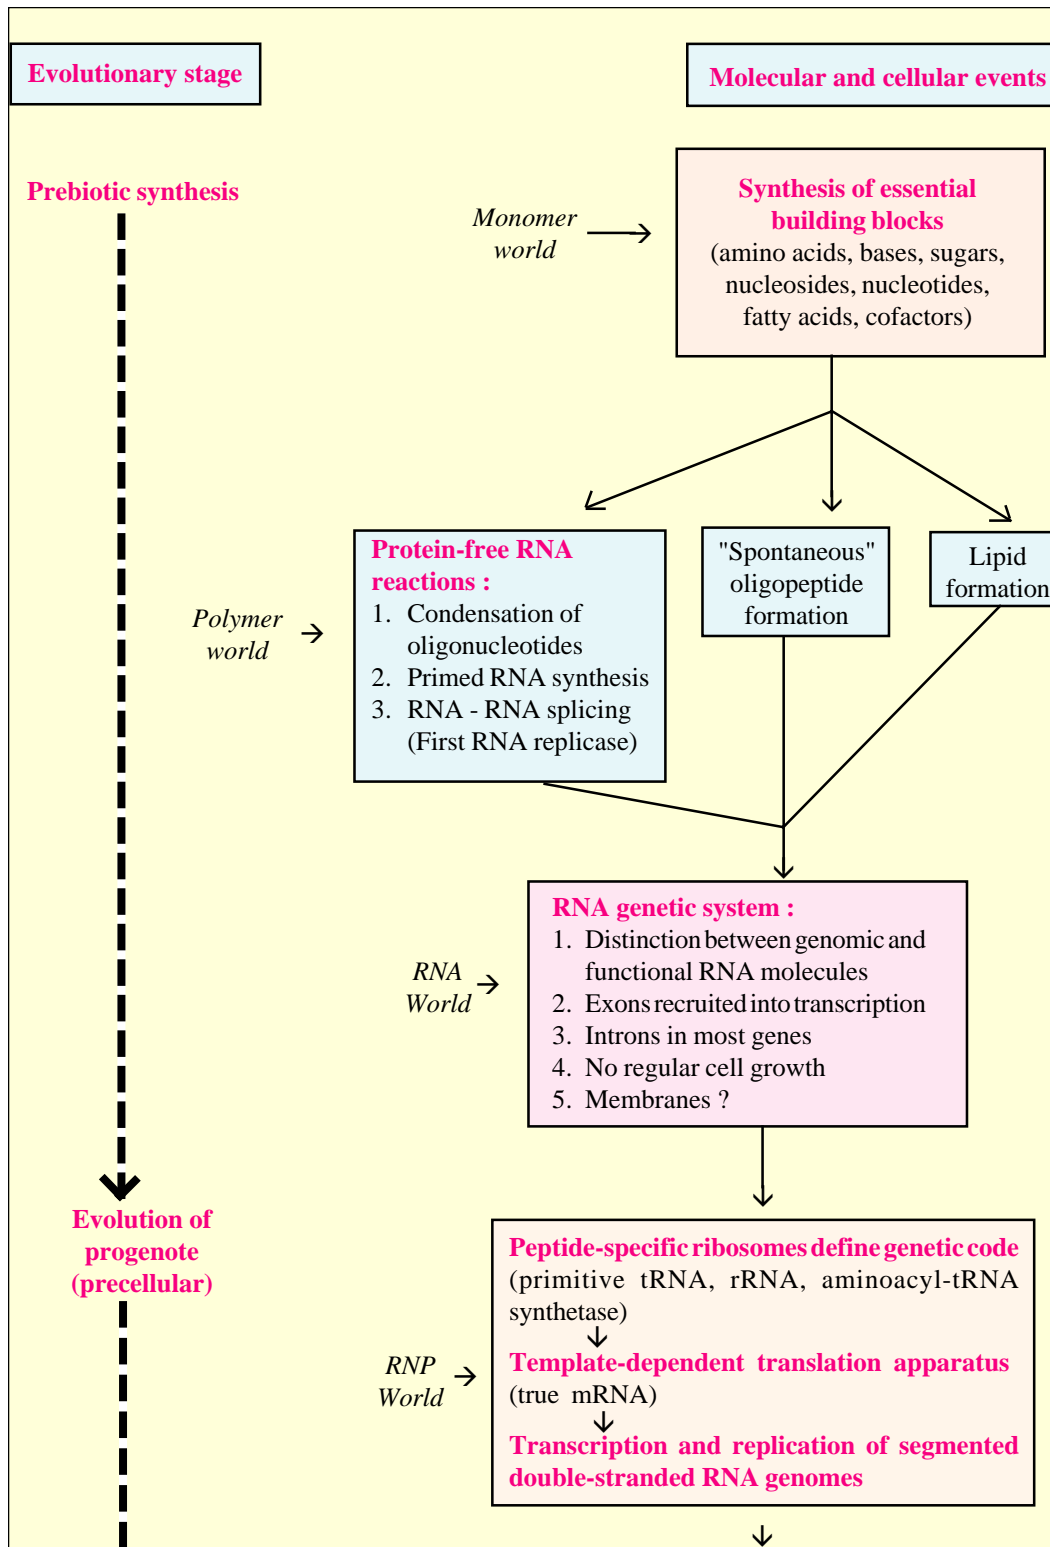 Evolutionary stage
Molecular and cellular events
Prebiotic synthesis
Monomer
world
Synthesis of essential
building blocks
(amino acids, bases, sugars,
nucleosides, nucleotides,
fatty acids, cofactors)
Polymer
world
Protein-free RNA
reactions :
1. Condensation of
oligonucleotides
2. Primed RNA synthesis
3. RNA - RNA splicing
(First RNA replicase)
"Spontaneous"
oligopeptide
formation
Lipid
formation
RNA
World
RNA genetic system :
1. Distinction between genomic and
functional RNA molecules
2. Exons recruited into transcription
3. Introns in most genes
4. No regular cell growth
5. Membranes ?
Evolution of
progenote
(precellular)
RNP
World
Peptide-specific ribosomes define genetic code
(primitive tRNA, rRNA, aminoacyl-tRNA
synthetase)
Template-dependent translation apparatus
(true mRNA)
Transcription and replication of segmented
double-stranded RNA genomes